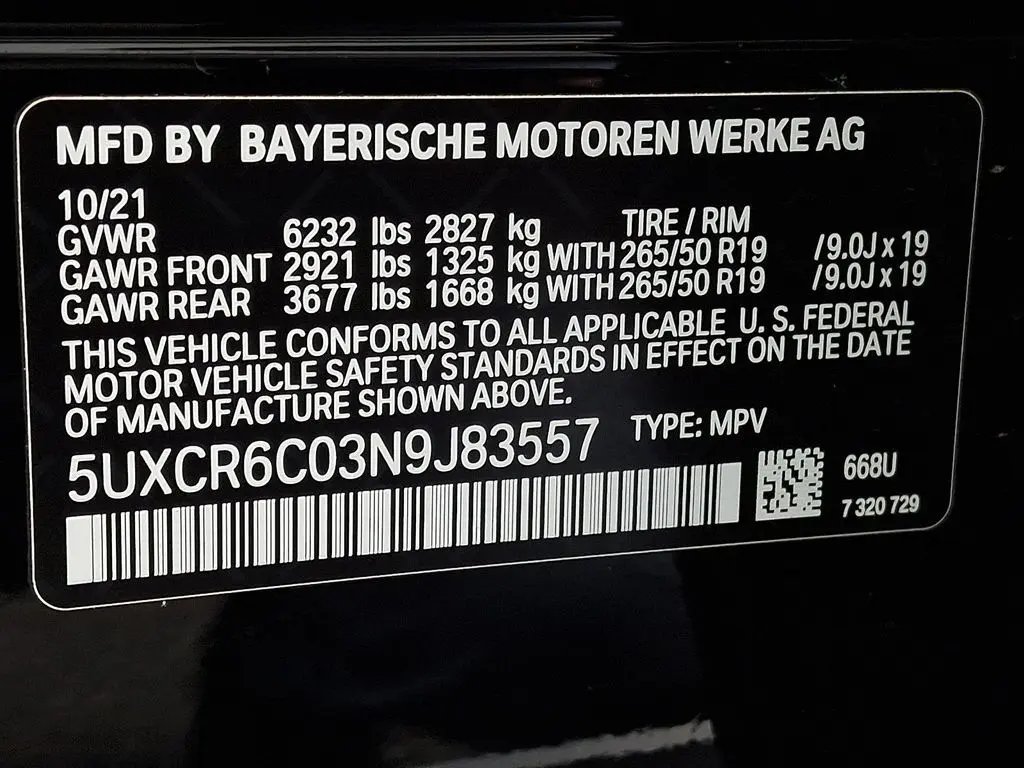 MFD BY BAYERISCHE MOTOREN WERKE AG
10/21
GVWR 6232 lbs 2827 kg TIRE / RIM
GAWR FRONT 2921 lbs 1325 kg WITH 265/50 R19 /9.0J x 19
GAWR REAR 3677 lbs 1668 kg WITH 265/50 R19 /9.0J x 19
THIS VEHICLE CONFORMS TO ALL APPLICABLE U. S. FEDERAL
MOTOR VEHICLE SAFETY STANDARDS IN EFFECT ON THE DATE
OF MANUFACTURE SHOWN ABOVE.
5UXCR6C03N9J83557 TYPE: MPV
668U
7 320 729